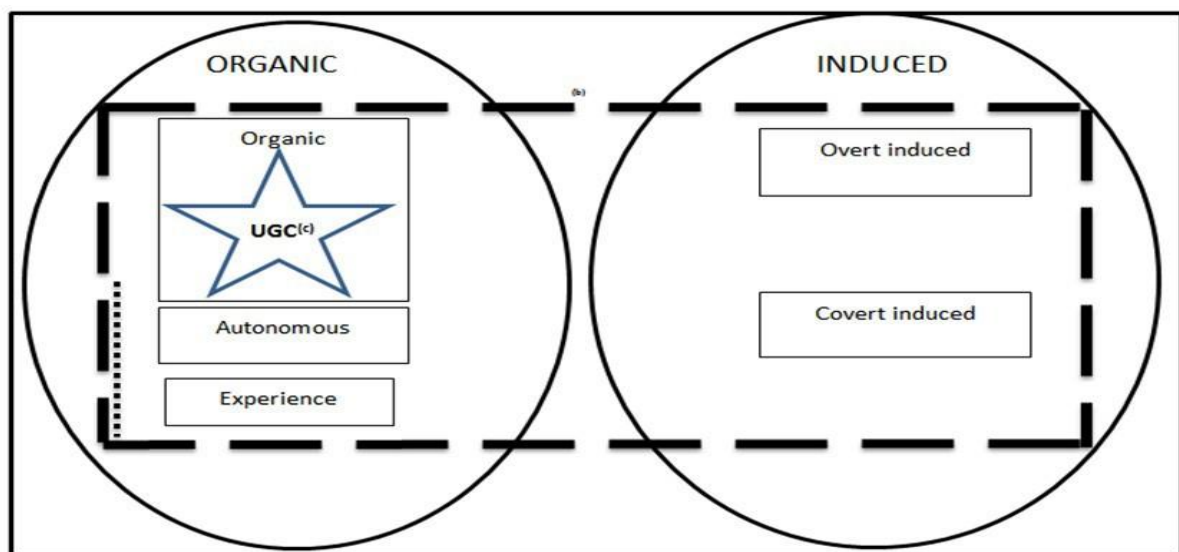 ORGANIC
INDUCED
(b)
Organic
Overt induced
UGC(c)
Covert induced
Autonomous
Experience